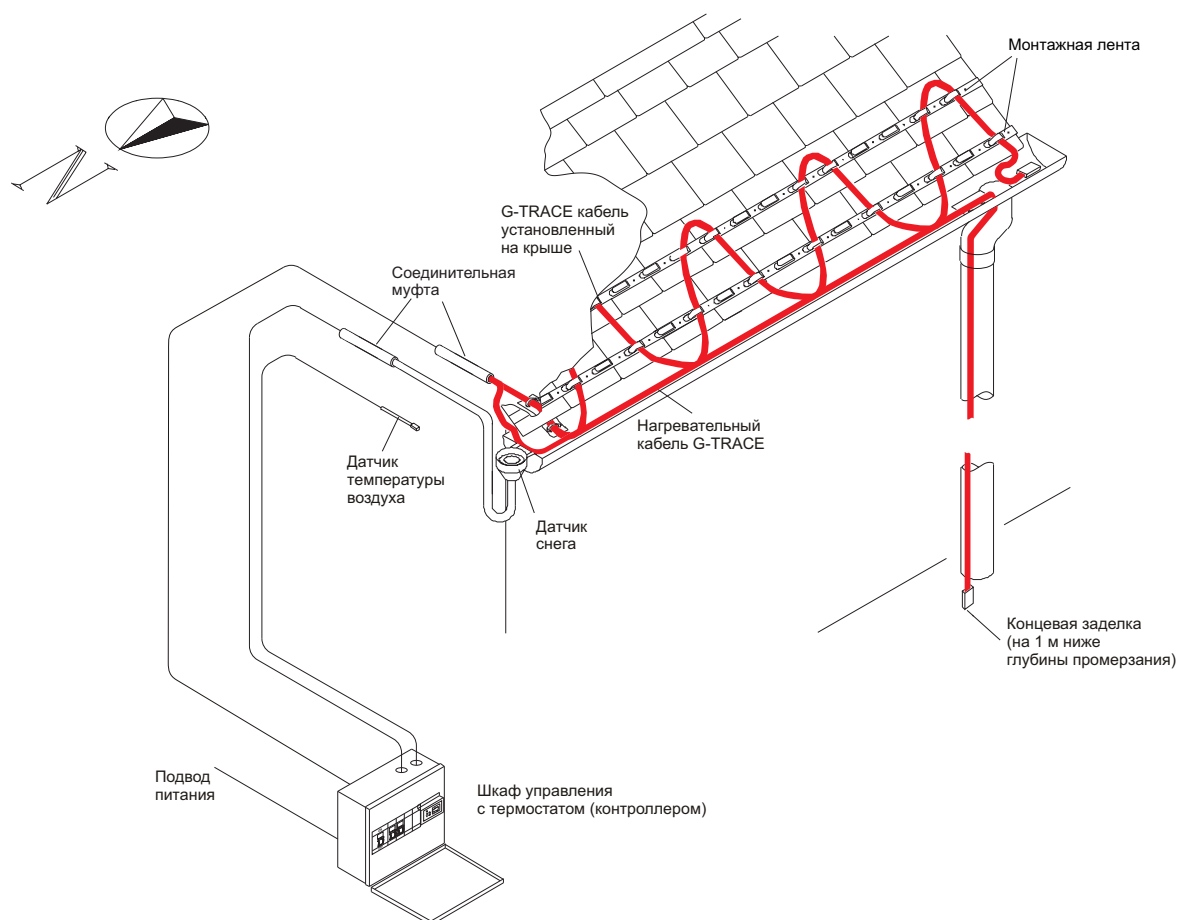 Монтажная лента
G-TRACE кабель
установленный
на крыше
Соединительная
муфта
Нагревательный
кабель G-TRACE
Датчик
температуры
воздуха
Датчик
снега
Концевая заделка
(на 1 м ниже
глубины промерзания)
Подвод
питания
Шкаф управления
с термостатом (контроллером)
N